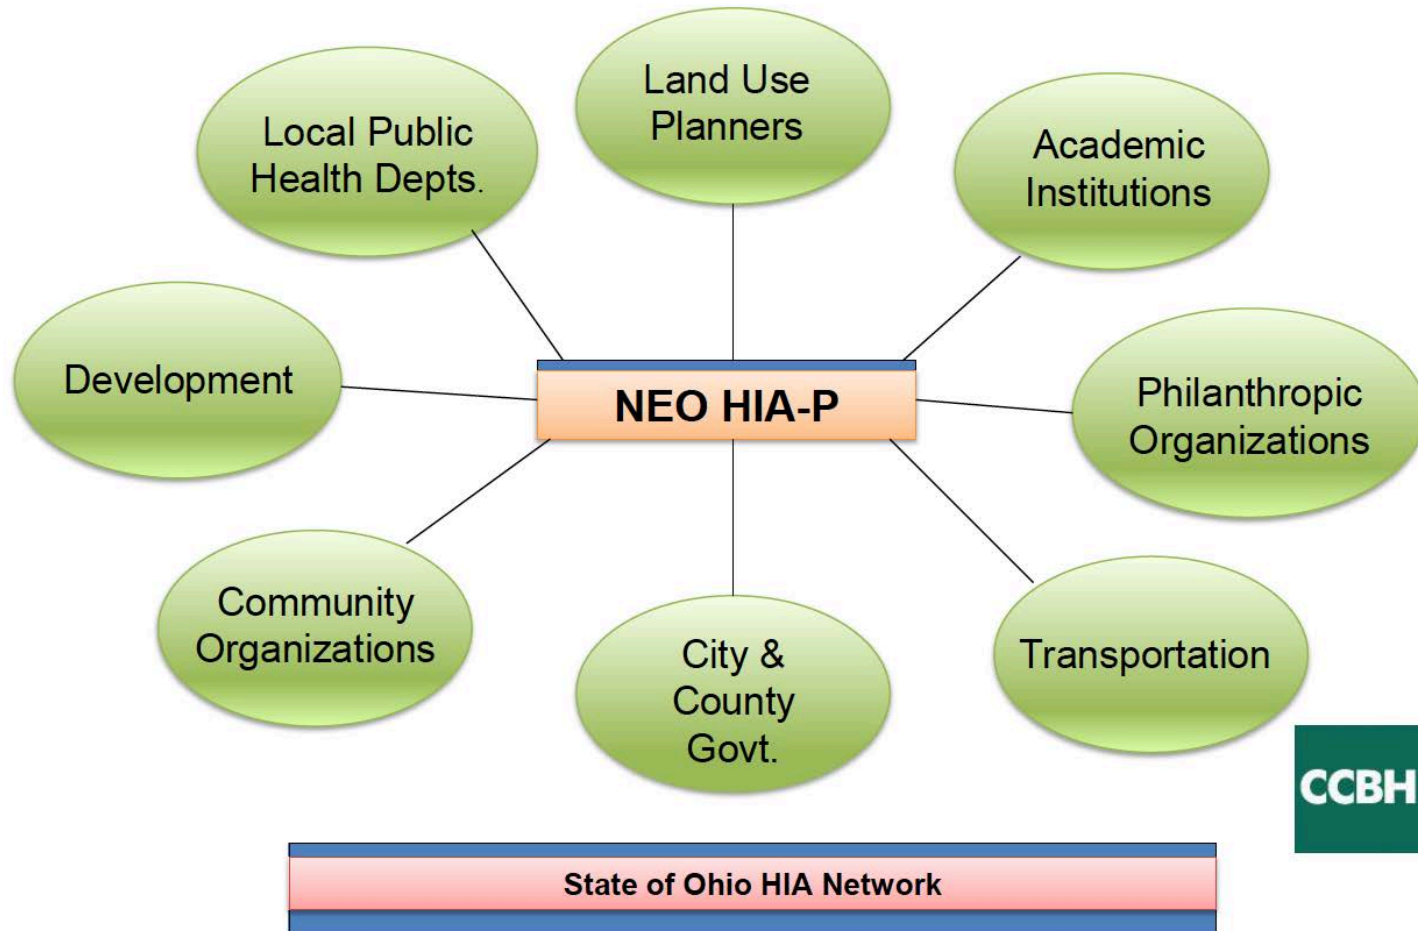 Land Use
Planners
Local Public
Health Depts.
Academic
Institutions
Development
NEO HIA-P
Philanthropic
Organizations
Community
Organizations
City &
County
Govt.
Transportation
CCBH
State of Ohio HIA Network